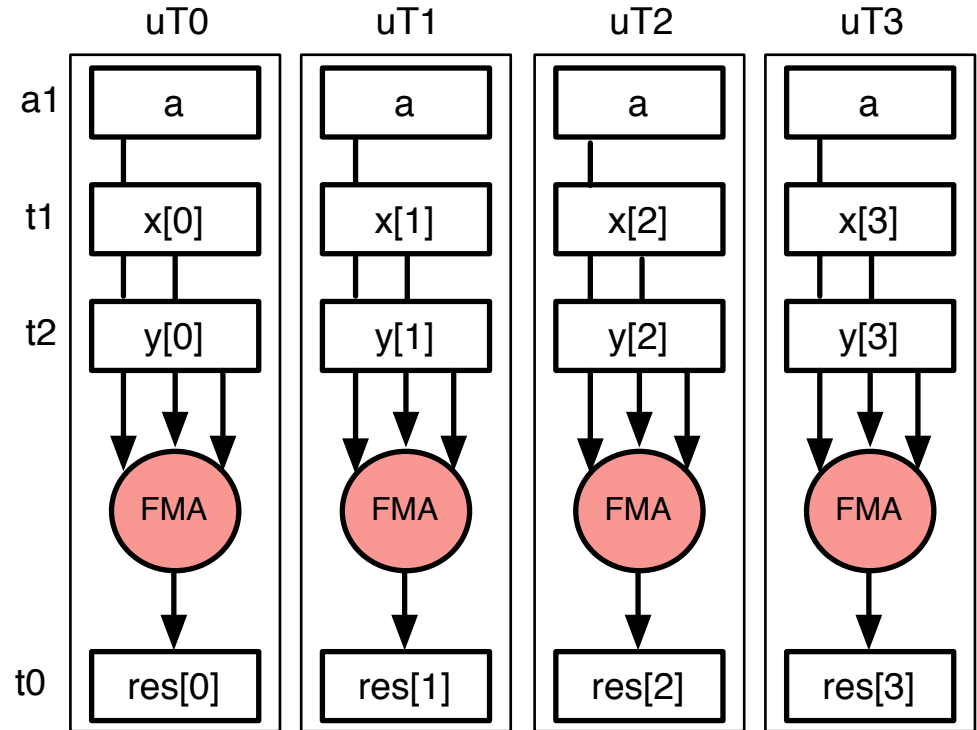 uT0 uT1 uT2 uT3
a1 a a a a
t1 x[0] x[1] x[2] x[3]
t2 y[0] y[1] y[2] y[3]
FMA FMA FMA FMA
t0 res[0] res[1] res[2] res[3]